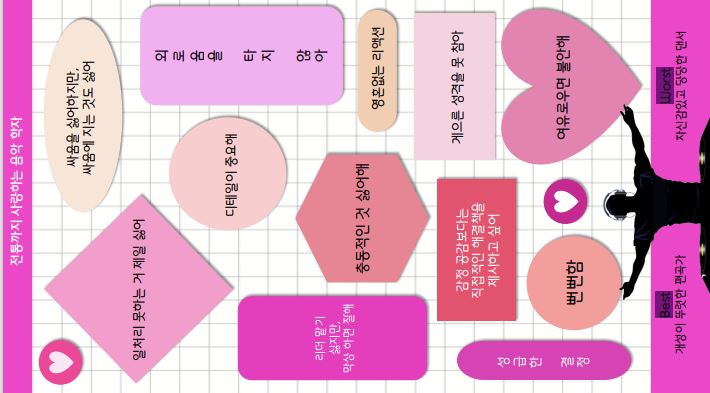 전통까지 사랑하는 음악 학자
싸움을 싫어하지만,
싸움에 지는 것도 싫어
일처리 못하는 거 제일 싫어
외로움을 타지 않아
디테일이 중요해
리더 맡기
싫지만,
막상 하면 잘해
충동적인 것 싫어해
영혼없는 리액션
감정 공감보다는
직접적인 해결책을
제시하고 싶어
게으른 성격을 못 참아
성급한 결정
뻔뻔함
여유로우면 불안해
Best
개성이 뚜렷한 편곡가
Worst
자신감있고 당당한 댄서